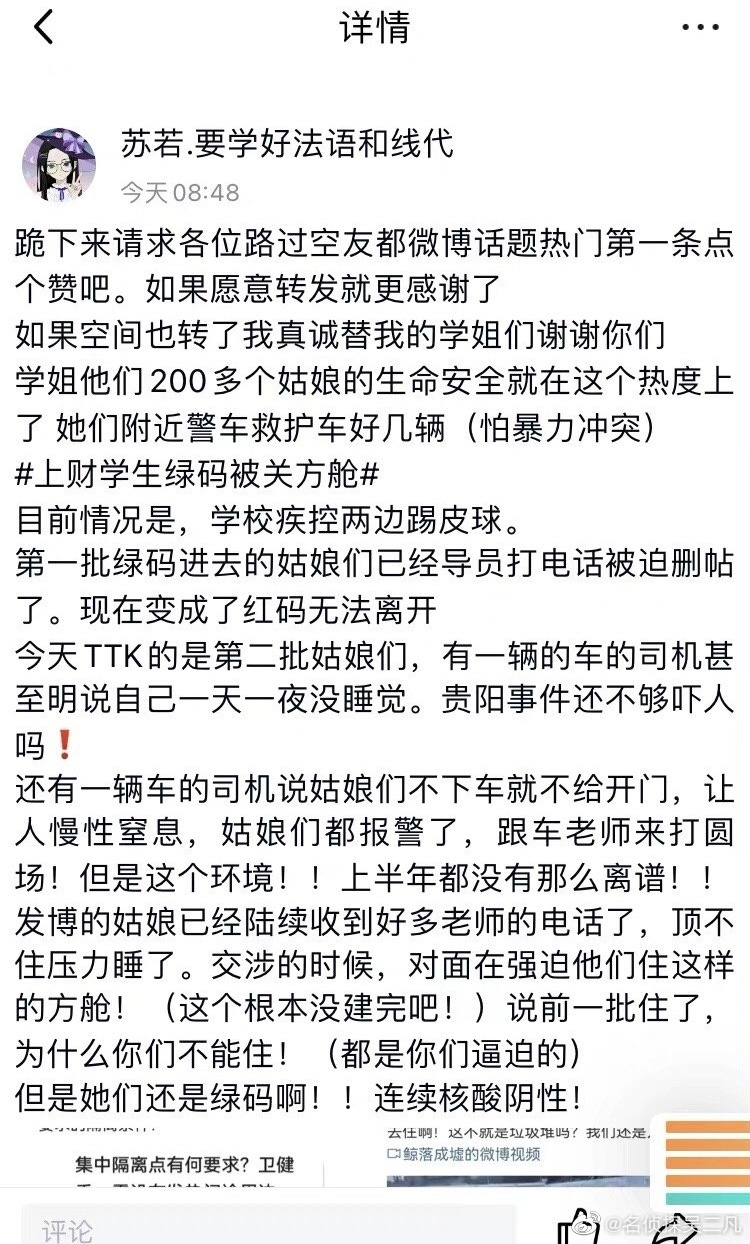 详情
苏若.要学好法语和线代
今天08:48
跪下来请求各位路过空友都微博话题热门第一条点
个赞吧。如果愿意转发就更感谢了
如果空间也转了我真诚替我的学姐们谢谢你们
学姐他们200多个姑娘的生命安全就在这个热度上
了 她们附近警车救护车好几辆（怕暴力冲突）
#上财学生绿码被关方舱#
目前情况是，学校疾控两边踢皮球。
第一批绿码进去的姑娘们已经导员打电话被迫删帖
了。现在变成了红码无法离开
今天TTK的是第二批姑娘们，有一辆的车的司机甚
至明说自己一天一夜没睡觉。贵阳事件还不够吓人
吗❗
还有一辆车的司机说姑娘们不下车就不给开门，让
人慢性窒息，姑娘们都报警了，跟车老师来打圆
场！但是这个环境！！上半年都没有那么离谱！！
发博的姑娘已经陆续收到好多老师的电话了，顶不
住压力睡了。交涉的时候，对面在强迫他们住这样
的方舱！（这个根本没建完吧！）说前一批住了，
为什么你们不能住！（都是你们逼迫的）
但是她们还是绿码啊！！连续核酸阴性！
去住啊！这不就是垃圾堆吗？我们还是
集中隔离点有何要求？卫健
鲸落成墟的微博视频
评论
@名侦探吴三凡